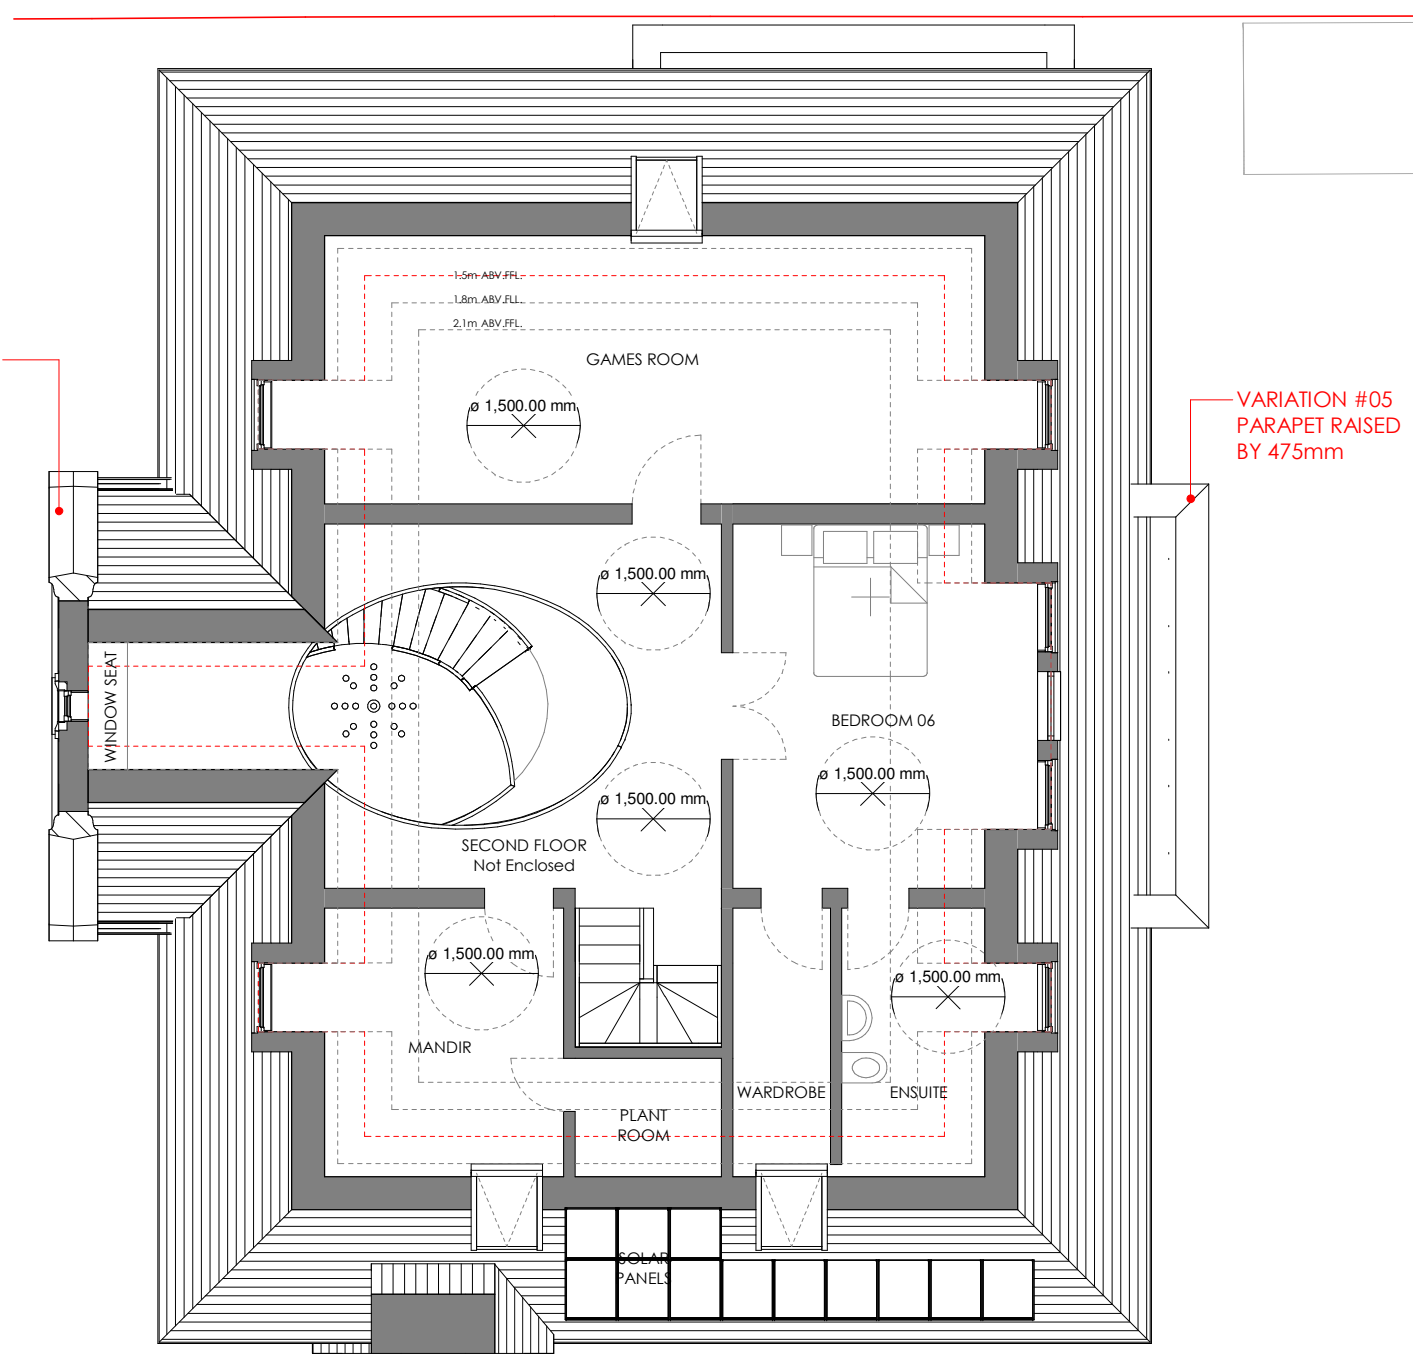 1.5m ABV.FFL.
1.8m ABV.FLL.
2.1m ABV.FFL.
GAMES ROOM
ø 1,500.00 mm
VARIATION #05
PARAPET RAISED
BY 475mm
ø 1,500.00 mm
WINDOW SEAT
BEDROOM 06
ø 1,500.00 mm
ø 1,500.00 mm
SECOND FLOOR
Not Enclosed
ø 1,500.00 mm
ø 1,500.00 mm
MANDIR
WARDROBE
ENSUITE
PLANT
ROOM
SOLAR
PANELS